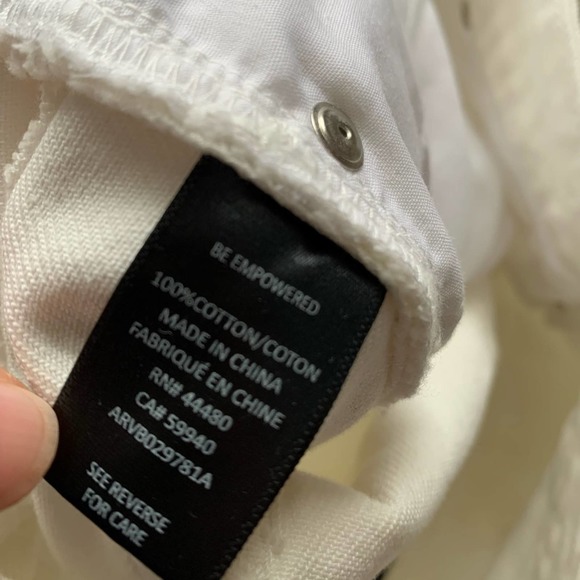 BE EMPOWERED
100%COTTON/COTON
MADE IN CHINA
FABRIQUÉ EN CHINE
RN# 44480
CA# 59940
ARVB029781A
SEE REVERSE
FOR CARE